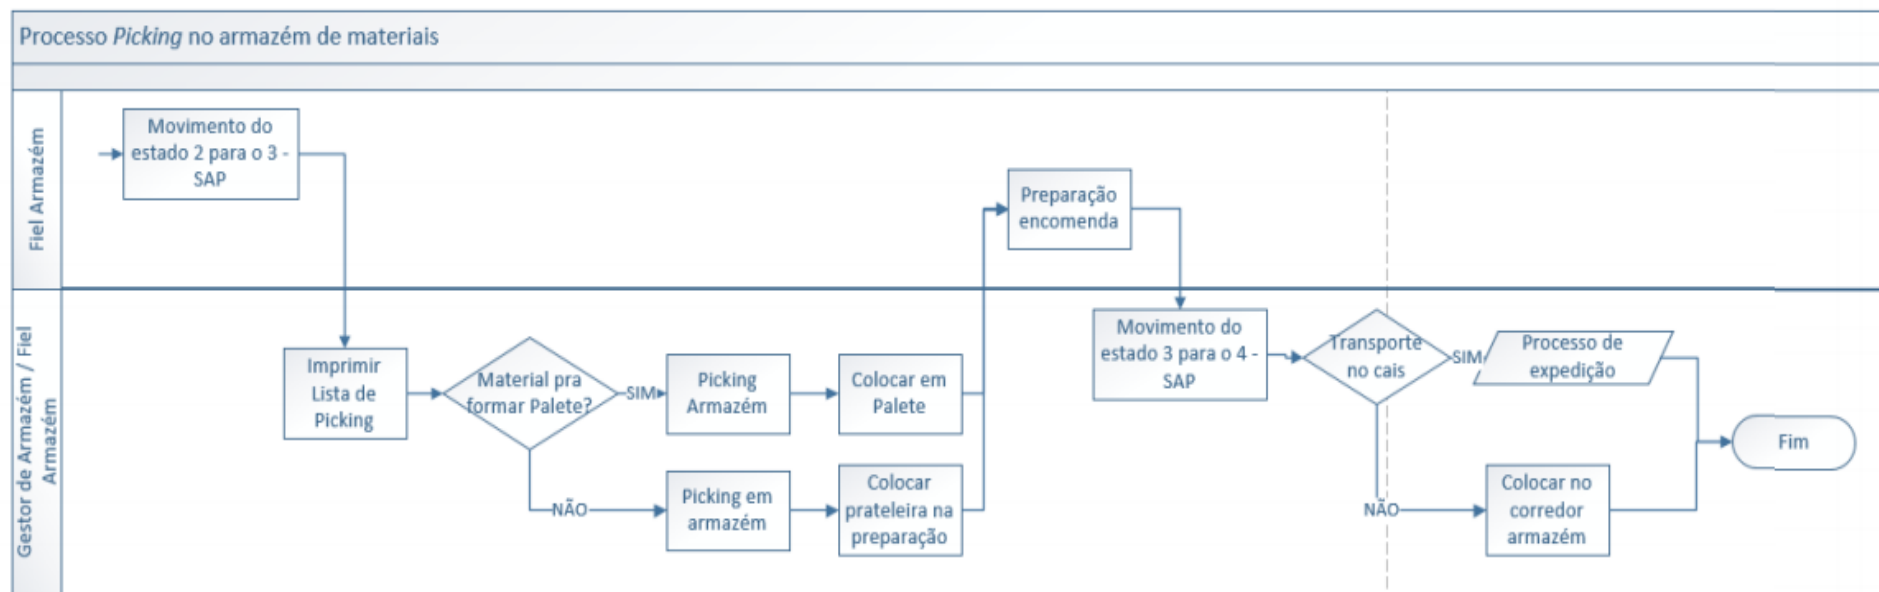 Processo Picking no armazém de materiais
Fiel Armazém
Movimento do
estado 2 para o 3 -
SAP
Preparação
encomenda
Gestor de Armazém / Fiel
Armazém
Imprimir
Lista de
Picking
Material pra
formar Palete?
SIM
Picking
Armazém
Colocar em
Palete
NÃO
Picking em
armazém
Colocar
prateleira na
preparação
Movimento do
estado 3 para o 4 -
SAP
Transporte
no cais
SIM
Processo de
expedição
NÃO
Colocar no
corredor
armazém
Fim